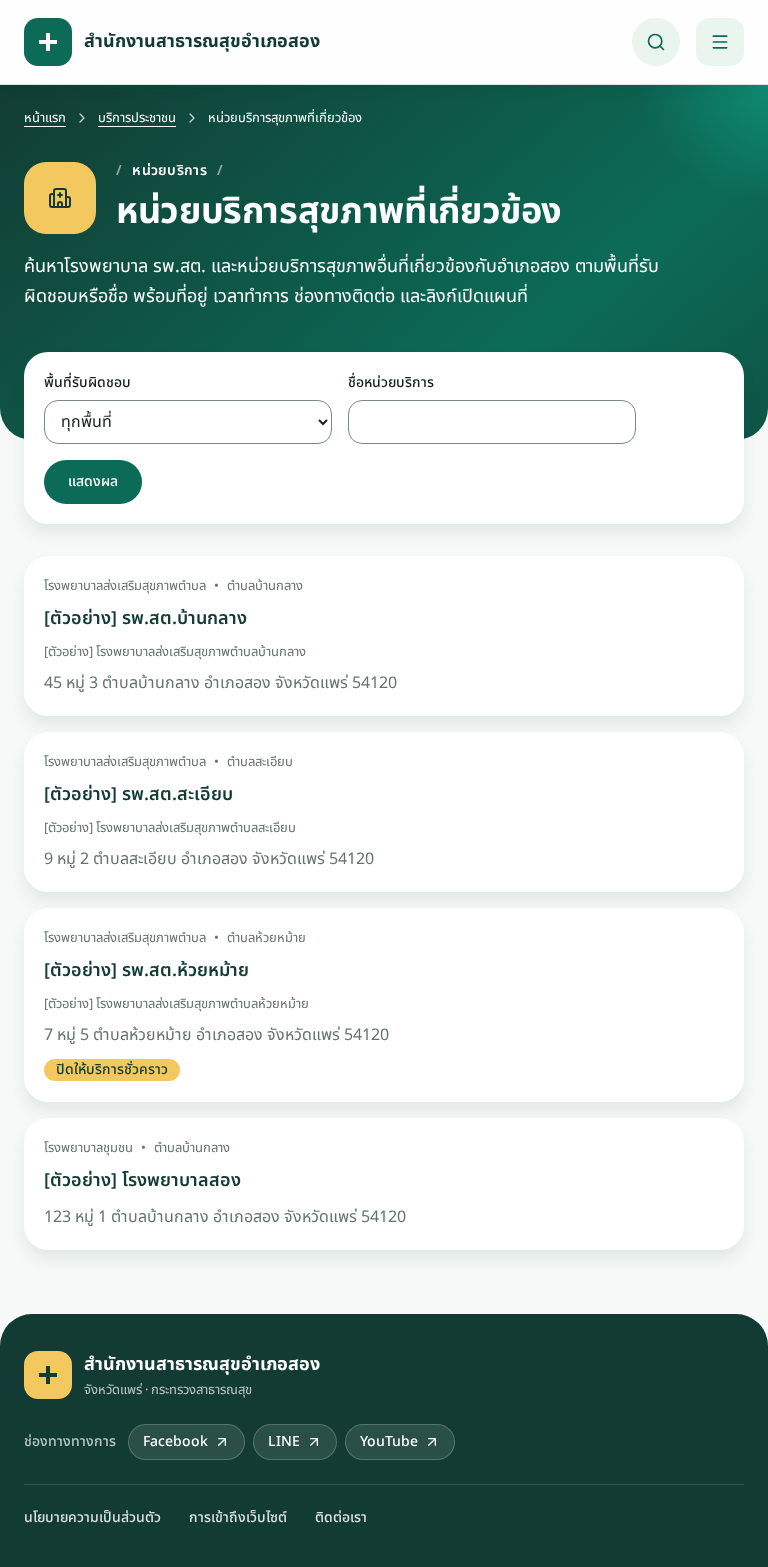 สำนักงานสาธารณสุขอำเภอสอง
หน้าแรก
บริการประชาชน
หน่วยบริการสุขภาพที่เกี่ยวข้อง
/ หน่วยบริการ /
หน่วยบริการสุขภาพที่เกี่ยวข้อง
ค้นหาโรงพยาบาล รพ.สต. และหน่วยบริการสุขภาพอื่นที่เกี่ยวข้องกับอำเภอสอง ตามพื้นที่รับ
ผิดชอบหรือชื่อ พร้อมที่อยู่ เวลาทำการ ช่องทางติดต่อ และลิงก์เปิดแผนที่
พื้นที่รับผิดชอบ
ชื่อหน่วยบริการ
ทุกพื้นที่
แสดงผล
โรงพยาบาลส่งเสริมสุขภาพตำบล • ตำบลบ้านกลาง
[ตัวอย่าง] รพ.สต.บ้านกลาง
[ตัวอย่าง] โรงพยาบาลส่งเสริมสุขภาพตำบลบ้านกลาง
45 หมู่ 3 ตำบลบ้านกลาง อำเภอสอง จังหวัดแพร่ 54120
โรงพยาบาลส่งเสริมสุขภาพตำบล • ตำบลสะเอียบ
[ตัวอย่าง] รพ.สต.สะเอียบ
[ตัวอย่าง] โรงพยาบาลส่งเสริมสุขภาพตำบลสะเอียบ
9 หมู่ 2 ตำบลสะเอียบ อำเภอสอง จังหวัดแพร่ 54120
โรงพยาบาลส่งเสริมสุขภาพตำบล • ตำบลห้วยหม้าย
[ตัวอย่าง] รพ.สต.ห้วยหม้าย
[ตัวอย่าง] โรงพยาบาลส่งเสริมสุขภาพตำบลห้วยหม้าย
7 หมู่ 5 ตำบลห้วยหม้าย อำเภอสอง จังหวัดแพร่ 54120
ปิดให้บริการชั่วคราว
โรงพยาบาลชุมชน • ตำบลบ้านกลาง
[ตัวอย่าง] โรงพยาบาลสอง
123 หมู่ 1 ตำบลบ้านกลาง อำเภอสอง จังหวัดแพร่ 54120
สำนักงานสาธารณสุขอำเภอสอง
จังหวัดแพร่ · กระทรวงสาธารณสุข
ช่องทางทางการ
Facebook
LINE
YouTube
นโยบายความเป็นส่วนตัว
การเข้าถึงเว็บไซต์
ติดต่อเรา